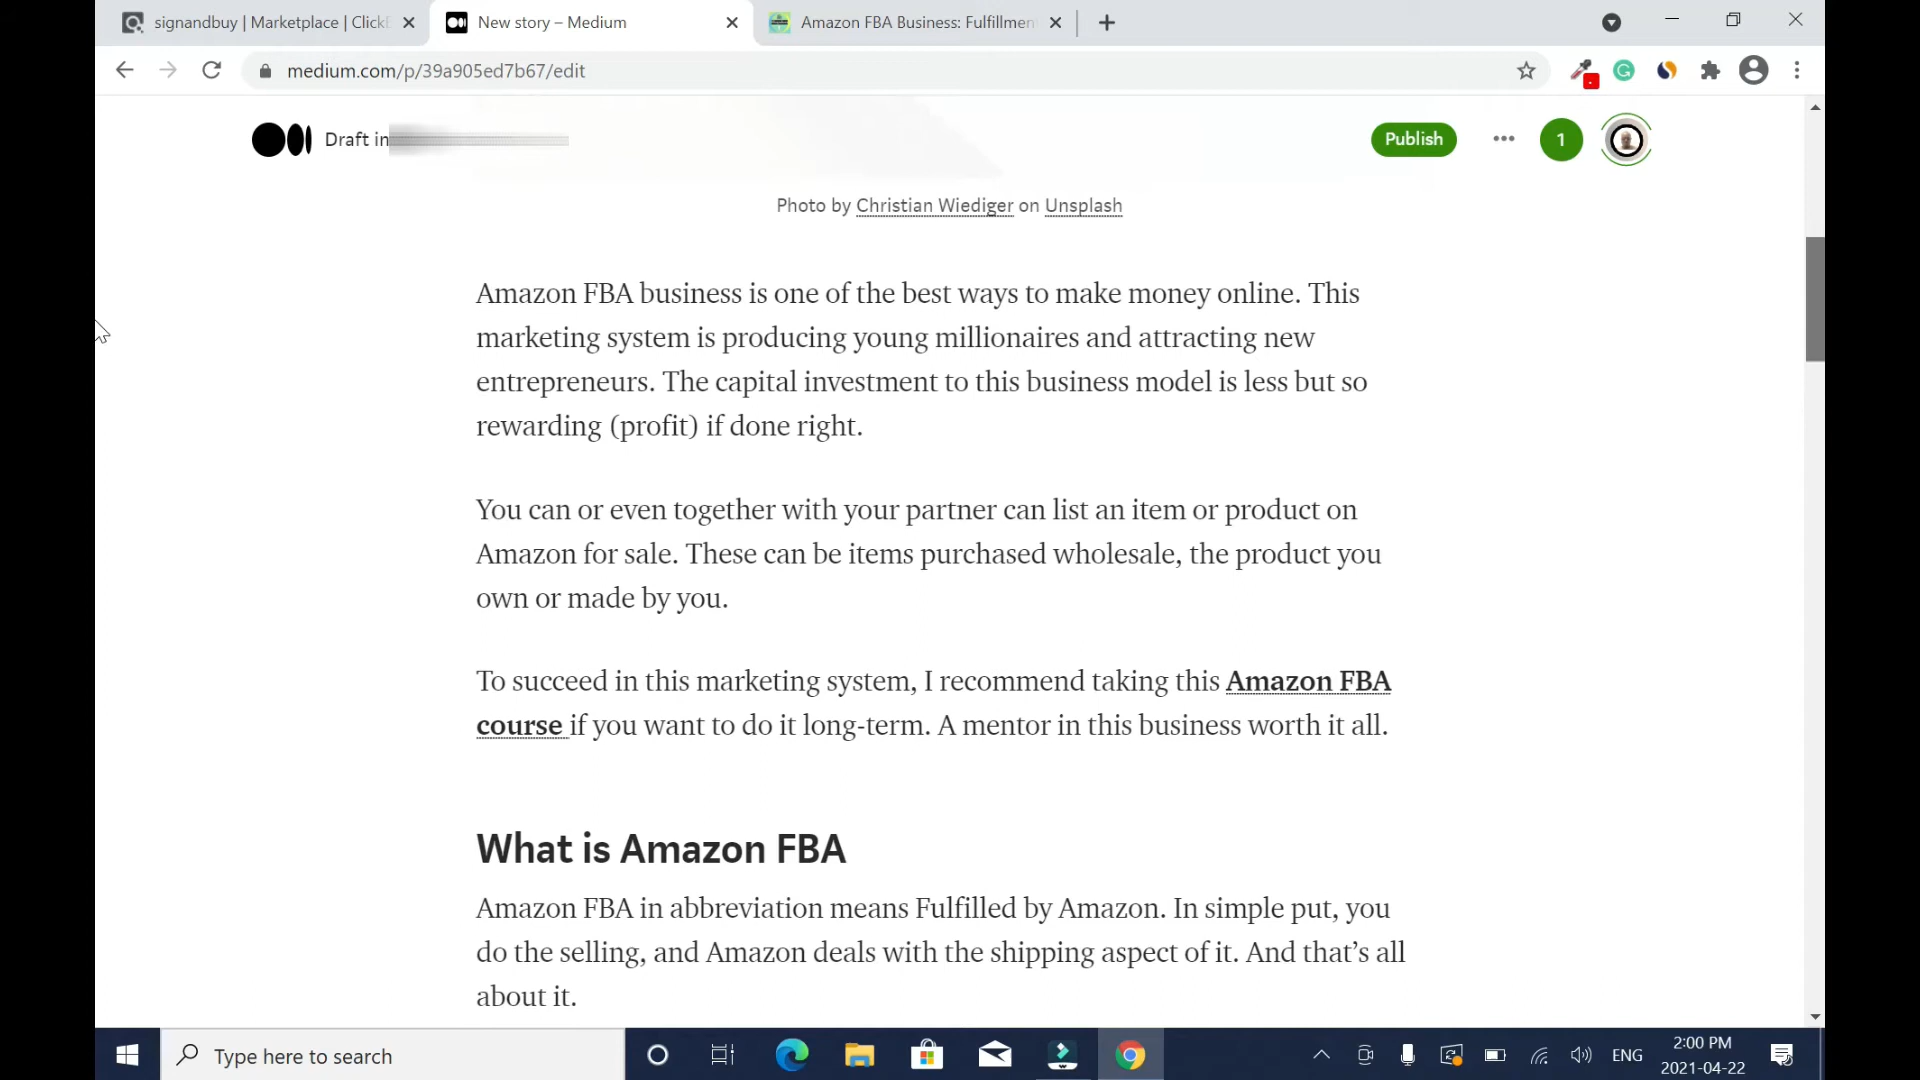 signandbuy | Marketplace | Click
New story – Medium
Amazon FBA Business: Fulfillmen
medium.com/p/39a905ed7b67/edit
Draft in
Publish
1
Photo by Christian Wiediger on Unsplash
Amazon FBA business is one of the best ways to make money online. This
marketing system is producing young millionaires and attracting new
entrepreneurs. The capital investment to this business model is less but so
rewarding (profit) if done right.
You can or even together with your partner can list an item or product on
Amazon for sale. These can be items purchased wholesale, the product you
own or made by you.
To succeed in this marketing system, I recommend taking this Amazon FBA
course if you want to do it long-term. A mentor in this business worth it all.
What is Amazon FBA
Amazon FBA in abbreviation means Fulfilled by Amazon. In simple put, you
do the selling, and Amazon deals with the shipping aspect of it. And that’s all
about it.
Type here to search
ENG
2:00 PM
2021-04-22